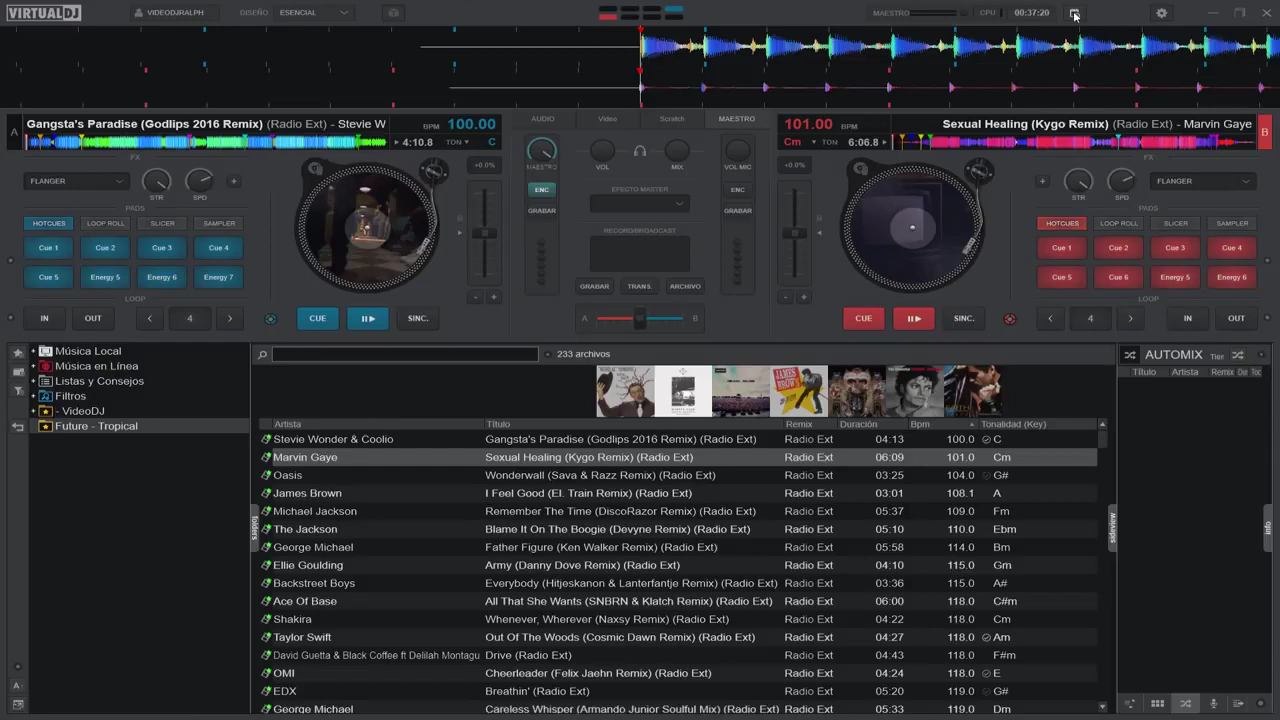 VIRTUAL DJ VIDEODJRALPH DISEÑO ESENCIAL MAESTRO CPU 00:37:20
A Gangsta's Paradise (Godlips 2016 Remix) (Radio Ext) - Stevie W BPM 100.00
4:10.8 TON C
AUDIO Video Scratch MAESTRO
101.00 BPM Sexual Healing (Kygo Remix) (Radio Ext) - Marvin Gaye B
Cm TON 6:06.8
FX
FLANGER STR SPD
PADS
HOTCUES LOOP ROLL SLICER SAMPLER
Cue 1 Cue 2 Cue 3 Cue 4
Cue 5 Energy 5 Energy 6 Energy 7
LOOP
IN OUT 4
+0.0%
CUE SINC.
MAESTRO VOL MIX VOL MIC
ENC EFECTO MASTER ENC
GRABAR GRABAR
RECORD/BROADCAST
GRABAR TRANS. ARCHIVO
A B
+0.0%
CUE SINC.
FX
STR SPD FLANGER
PADS
HOTCUES LOOP ROLL SLICER SAMPLER
Cue 1 Cue 2 Cue 3 Cue 4
Cue 5 Cue 6 Energy 5 Energy 6
LOOP
4 IN OUT
Música Local
Música en Línea
Listas y Consejos
Filtros
- VideoDJ
Future - Tropical
folders
233 archivos
Artista Título Remix Duración Bpm Tonalidad (Key)
Stevie Wonder & Coolio Gangsta's Paradise (Godlips 2016 Remix) (Radio Ext) Radio Ext 04:13 100.0 C
Marvin Gaye Sexual Healing (Kygo Remix) (Radio Ext) Radio Ext 06:09 101.0 Cm
Oasis Wonderwall (Sava & Razz Remix) (Radio Ext) Radio Ext 03:25 104.0 G#
James Brown I Feel Good (El. Train Remix) (Radio Ext) Radio Ext 03:01 108.1 A
Michael Jackson Remember The Time (DiscoRazor Remix) (Radio Ext) Radio Ext 05:37 109.0 Fm
The Jackson Blame It On The Boogie (Devyne Remix) (Radio Ext) Radio Ext 05:10 110.0 Ebm
George Michael Father Figure (Ken Walker Remix) (Radio Ext) Radio Ext 05:58 114.0 Bm
Ellie Goulding Army (Danny Dove Remix) (Radio Ext) Radio Ext 04:10 115.0 Gm
Backstreet Boys Everybody (Hitjeskanon & Lanterfantje Remix) (Radio Ext) Radio Ext 03:36 115.0 A#
Ace Of Base All That She Wants (SNBRN & Klatch Remix) (Radio Ext) Radio Ext 06:00 118.0 C#m
Shakira Whenever, Wherever (Naxsy Remix) (Radio Ext) Radio Ext 04:22 118.0 Cm
Taylor Swift Out Of The Woods (Cosmic Dawn Remix) (Radio Ext) Radio Ext 04:27 118.0 Am
David Guetta & Black Coffee ft Delilah Montagu Drive (Radio Ext) Radio Ext 05:14 118.0 F#m
OMI Cheerleader (Felix Jaehn Remix) (Radio Ext) Radio Ext 04:24 118.0 E
EDX Breathin' (Radio Ext) Radio Ext 05:20 119.0 G#
George Michael Careless Whisper (Armando Junior Soulful Mix) (Radio Ext) Radio Ext 04:09 119.0 Dm
sideview
AUTOMIX Tier
Título Artista Remix Du Toc
info